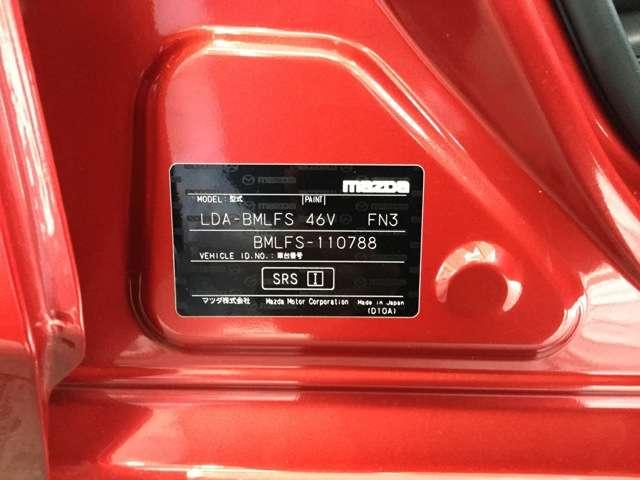 mazda
MODEL: 型式 PAINT
LDA-BMLFS 46V FN3
BMLFS-110788
VEHICLE ID.NO.: 車台番号
SRS I
マツダ株式会社 Mazda Motor Corporation Made in Japan
(D10A)